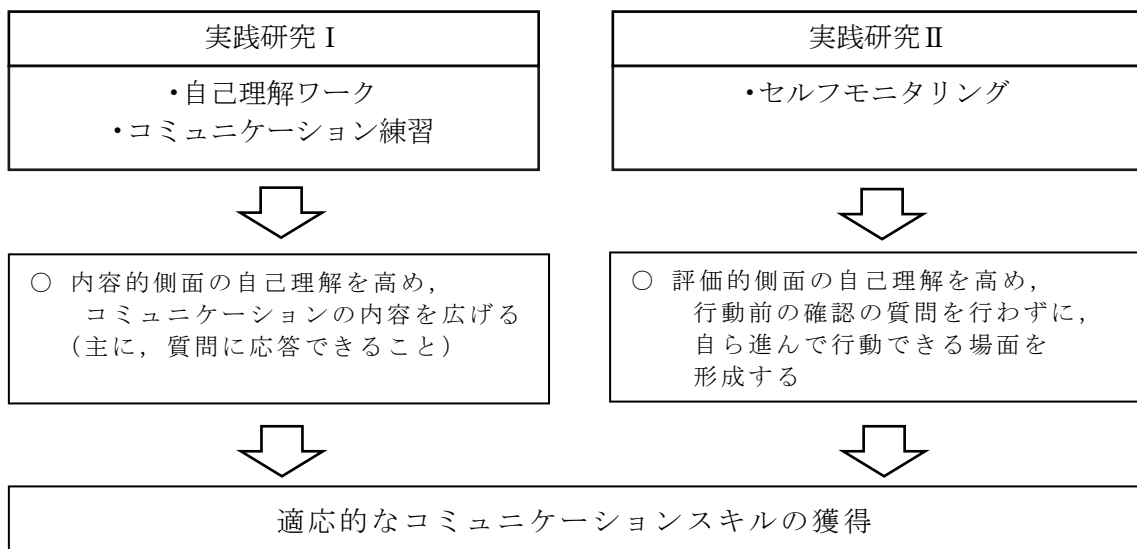 実践研究Ⅰ
・自己理解ワーク
・コミュニケーション練習
○ 内容的側面の自己理解を高め，
コミュニケーションの内容を広げる
（主に，質問に応答できること）
実践研究Ⅱ
・セルフモニタリング
○ 評価的側面の自己理解を高め，
行動前の確認の質問を行わずに，
自ら進んで行動できる場面を
形成する
適応的なコミュニケーションスキルの獲得